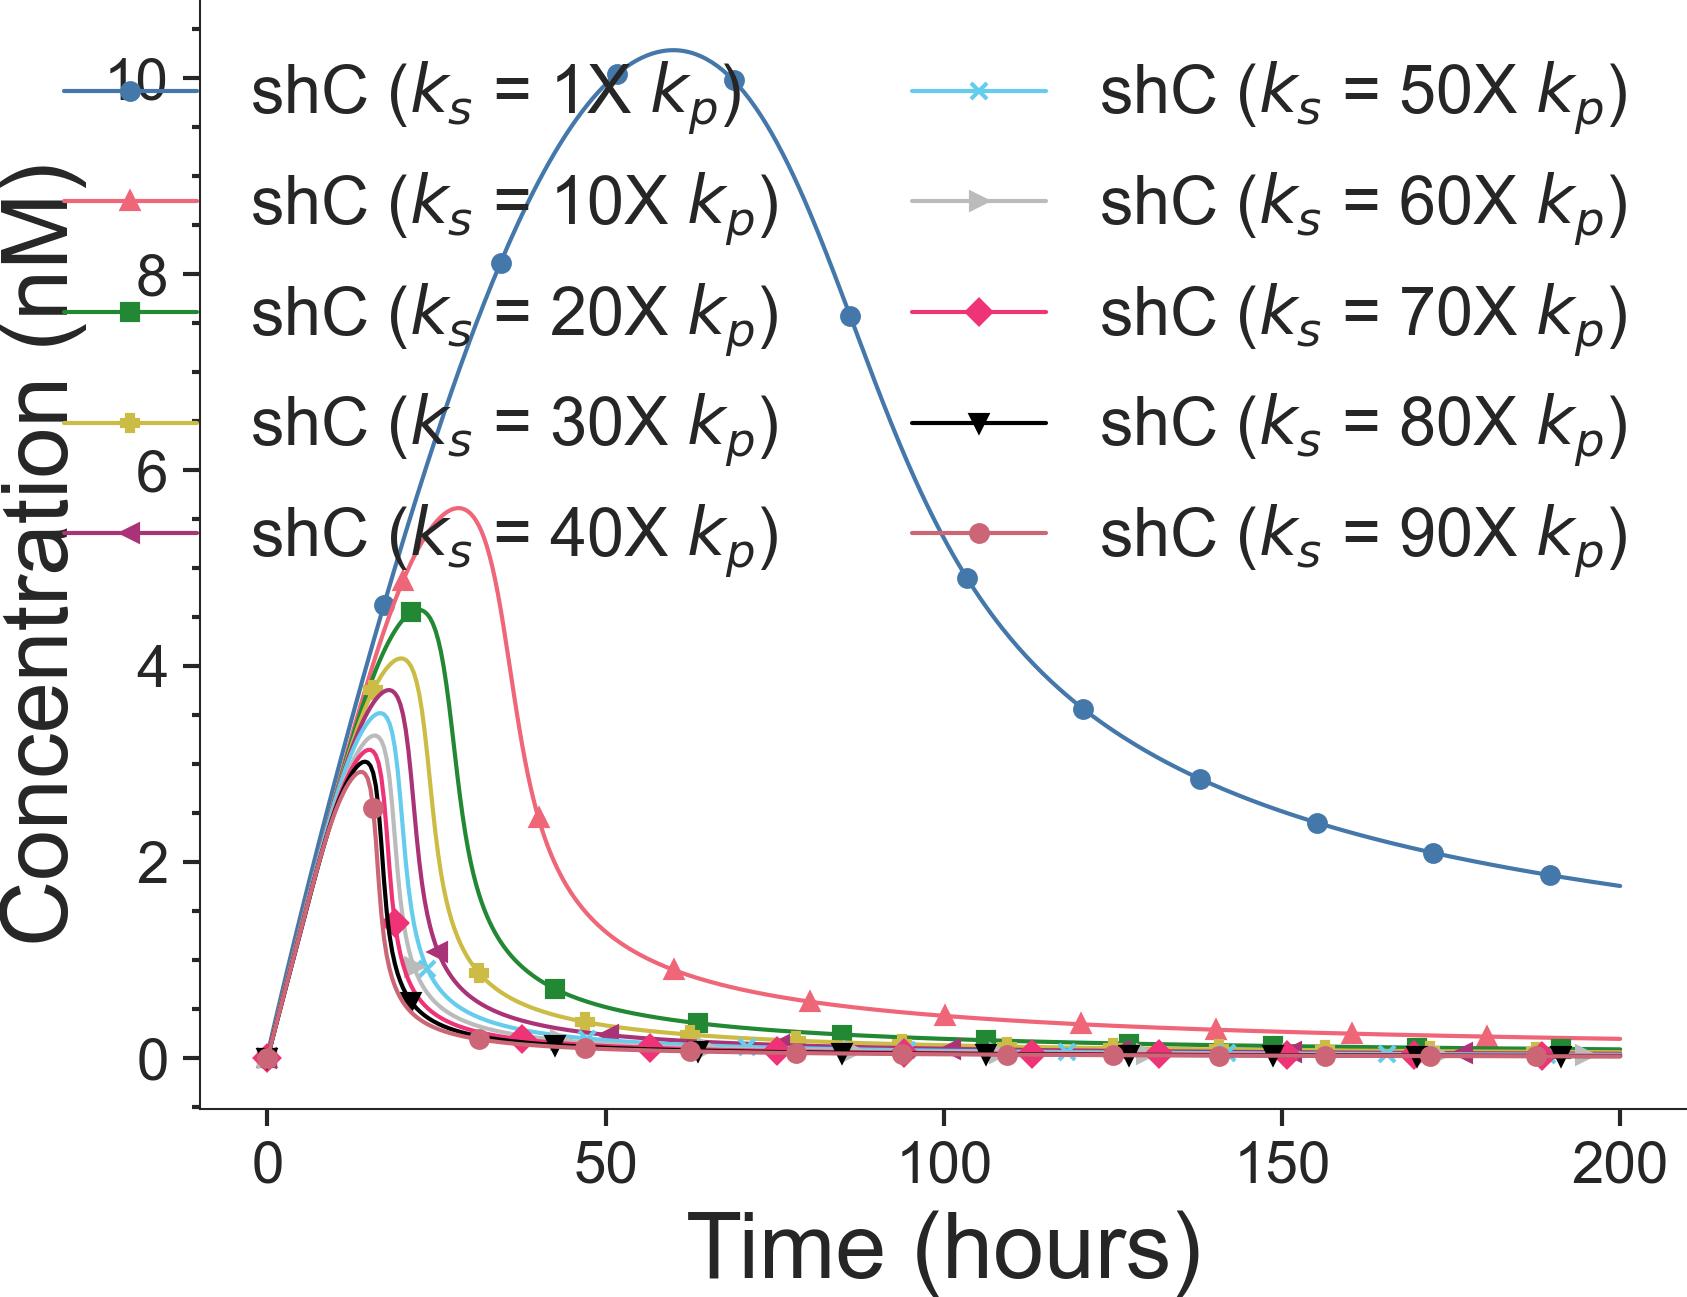 Concentration (nM)
10
8
6
4
2
0
shC (kₛ = 1X kₚ)
shC (kₛ = 10X kₚ)
shC (kₛ = 20X kₚ)
shC (kₛ = 30X kₚ)
shC (kₛ = 40X kₚ)
shC (kₛ = 50X kₚ)
shC (kₛ = 60X kₚ)
shC (kₛ = 70X kₚ)
shC (kₛ = 80X kₚ)
shC (kₛ = 90X kₚ)
0 50 100 150 200
Time (hours)